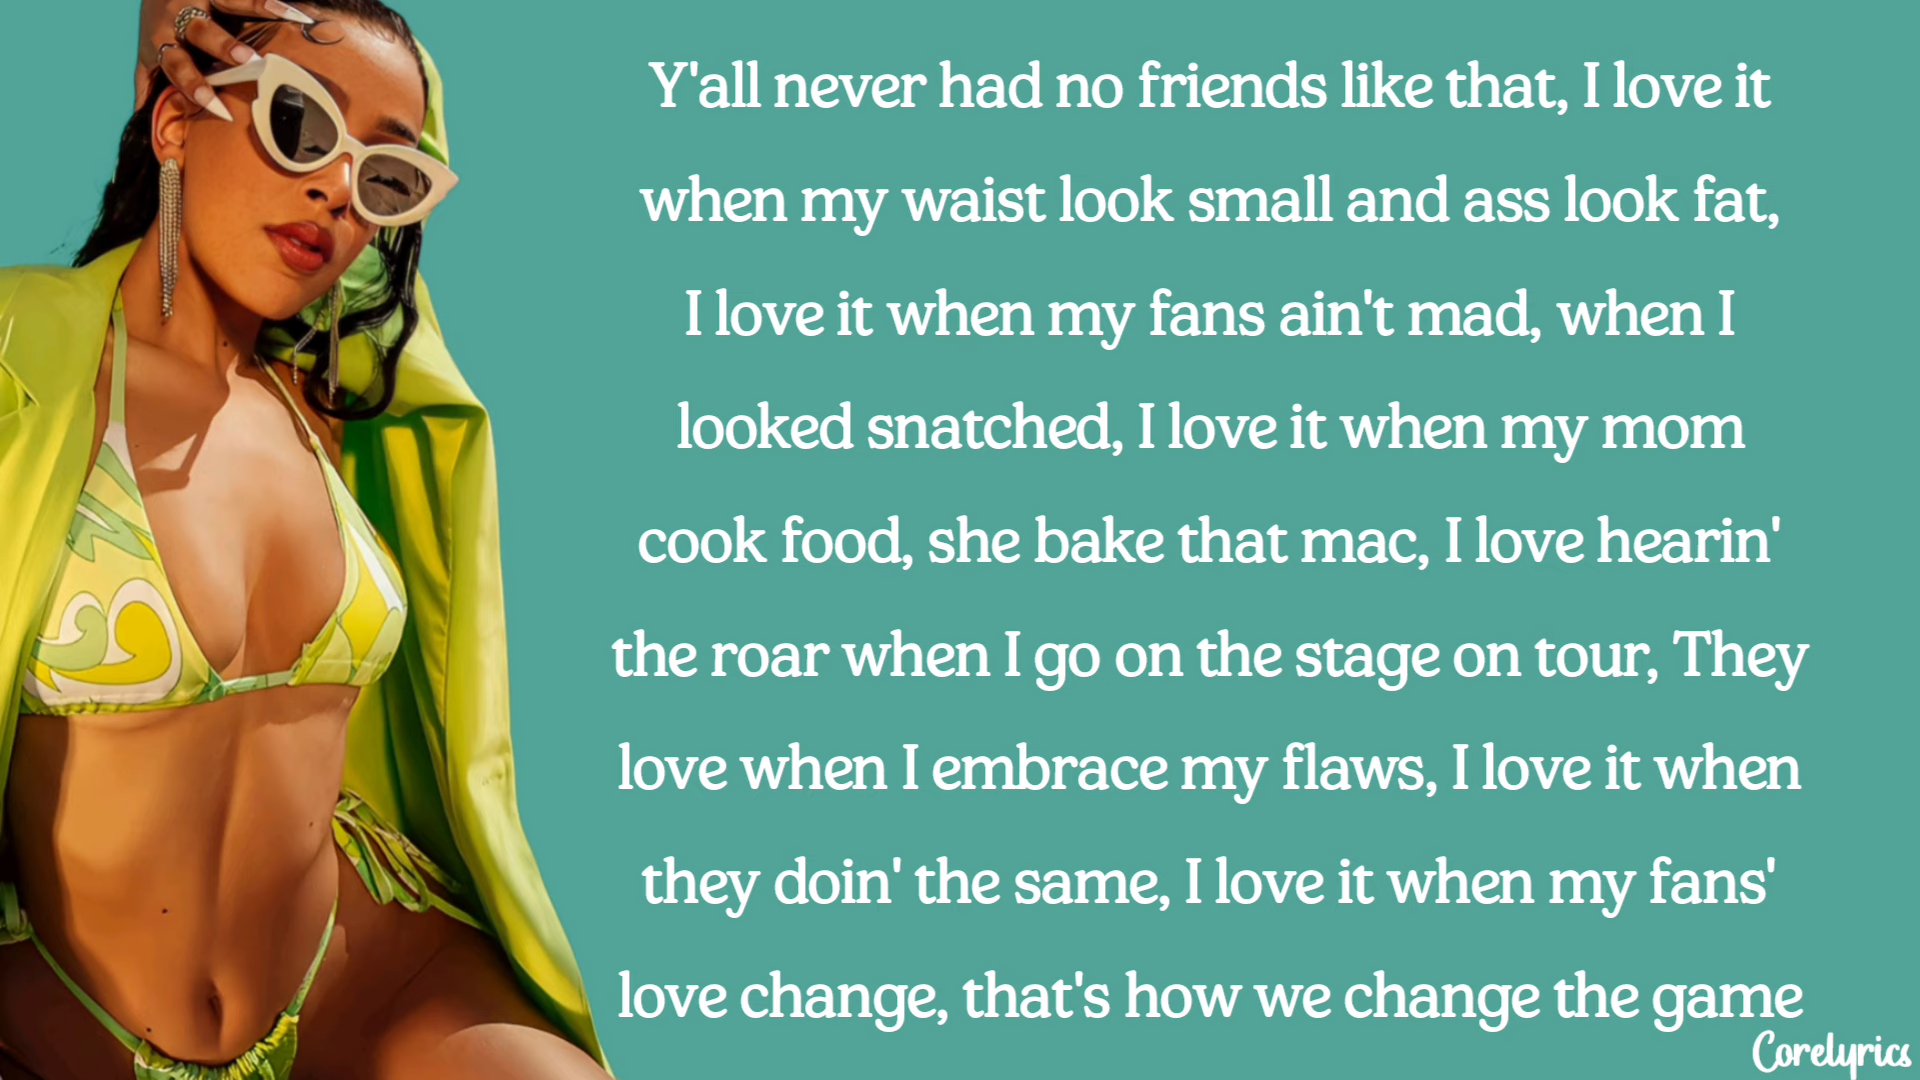 Y'all never had no friends like that, I love it
when my waist look small and ass look fat,
I love it when my fans ain't mad, when I
looked snatched, I love it when my mom
cook food, she bake that mac, I love hearin'
the roar when I go on the stage on tour, They
love when I embrace my flaws, I love it when
they doin' the same, I love it when my fans'
love change, that's how we change the game
Corelyrics